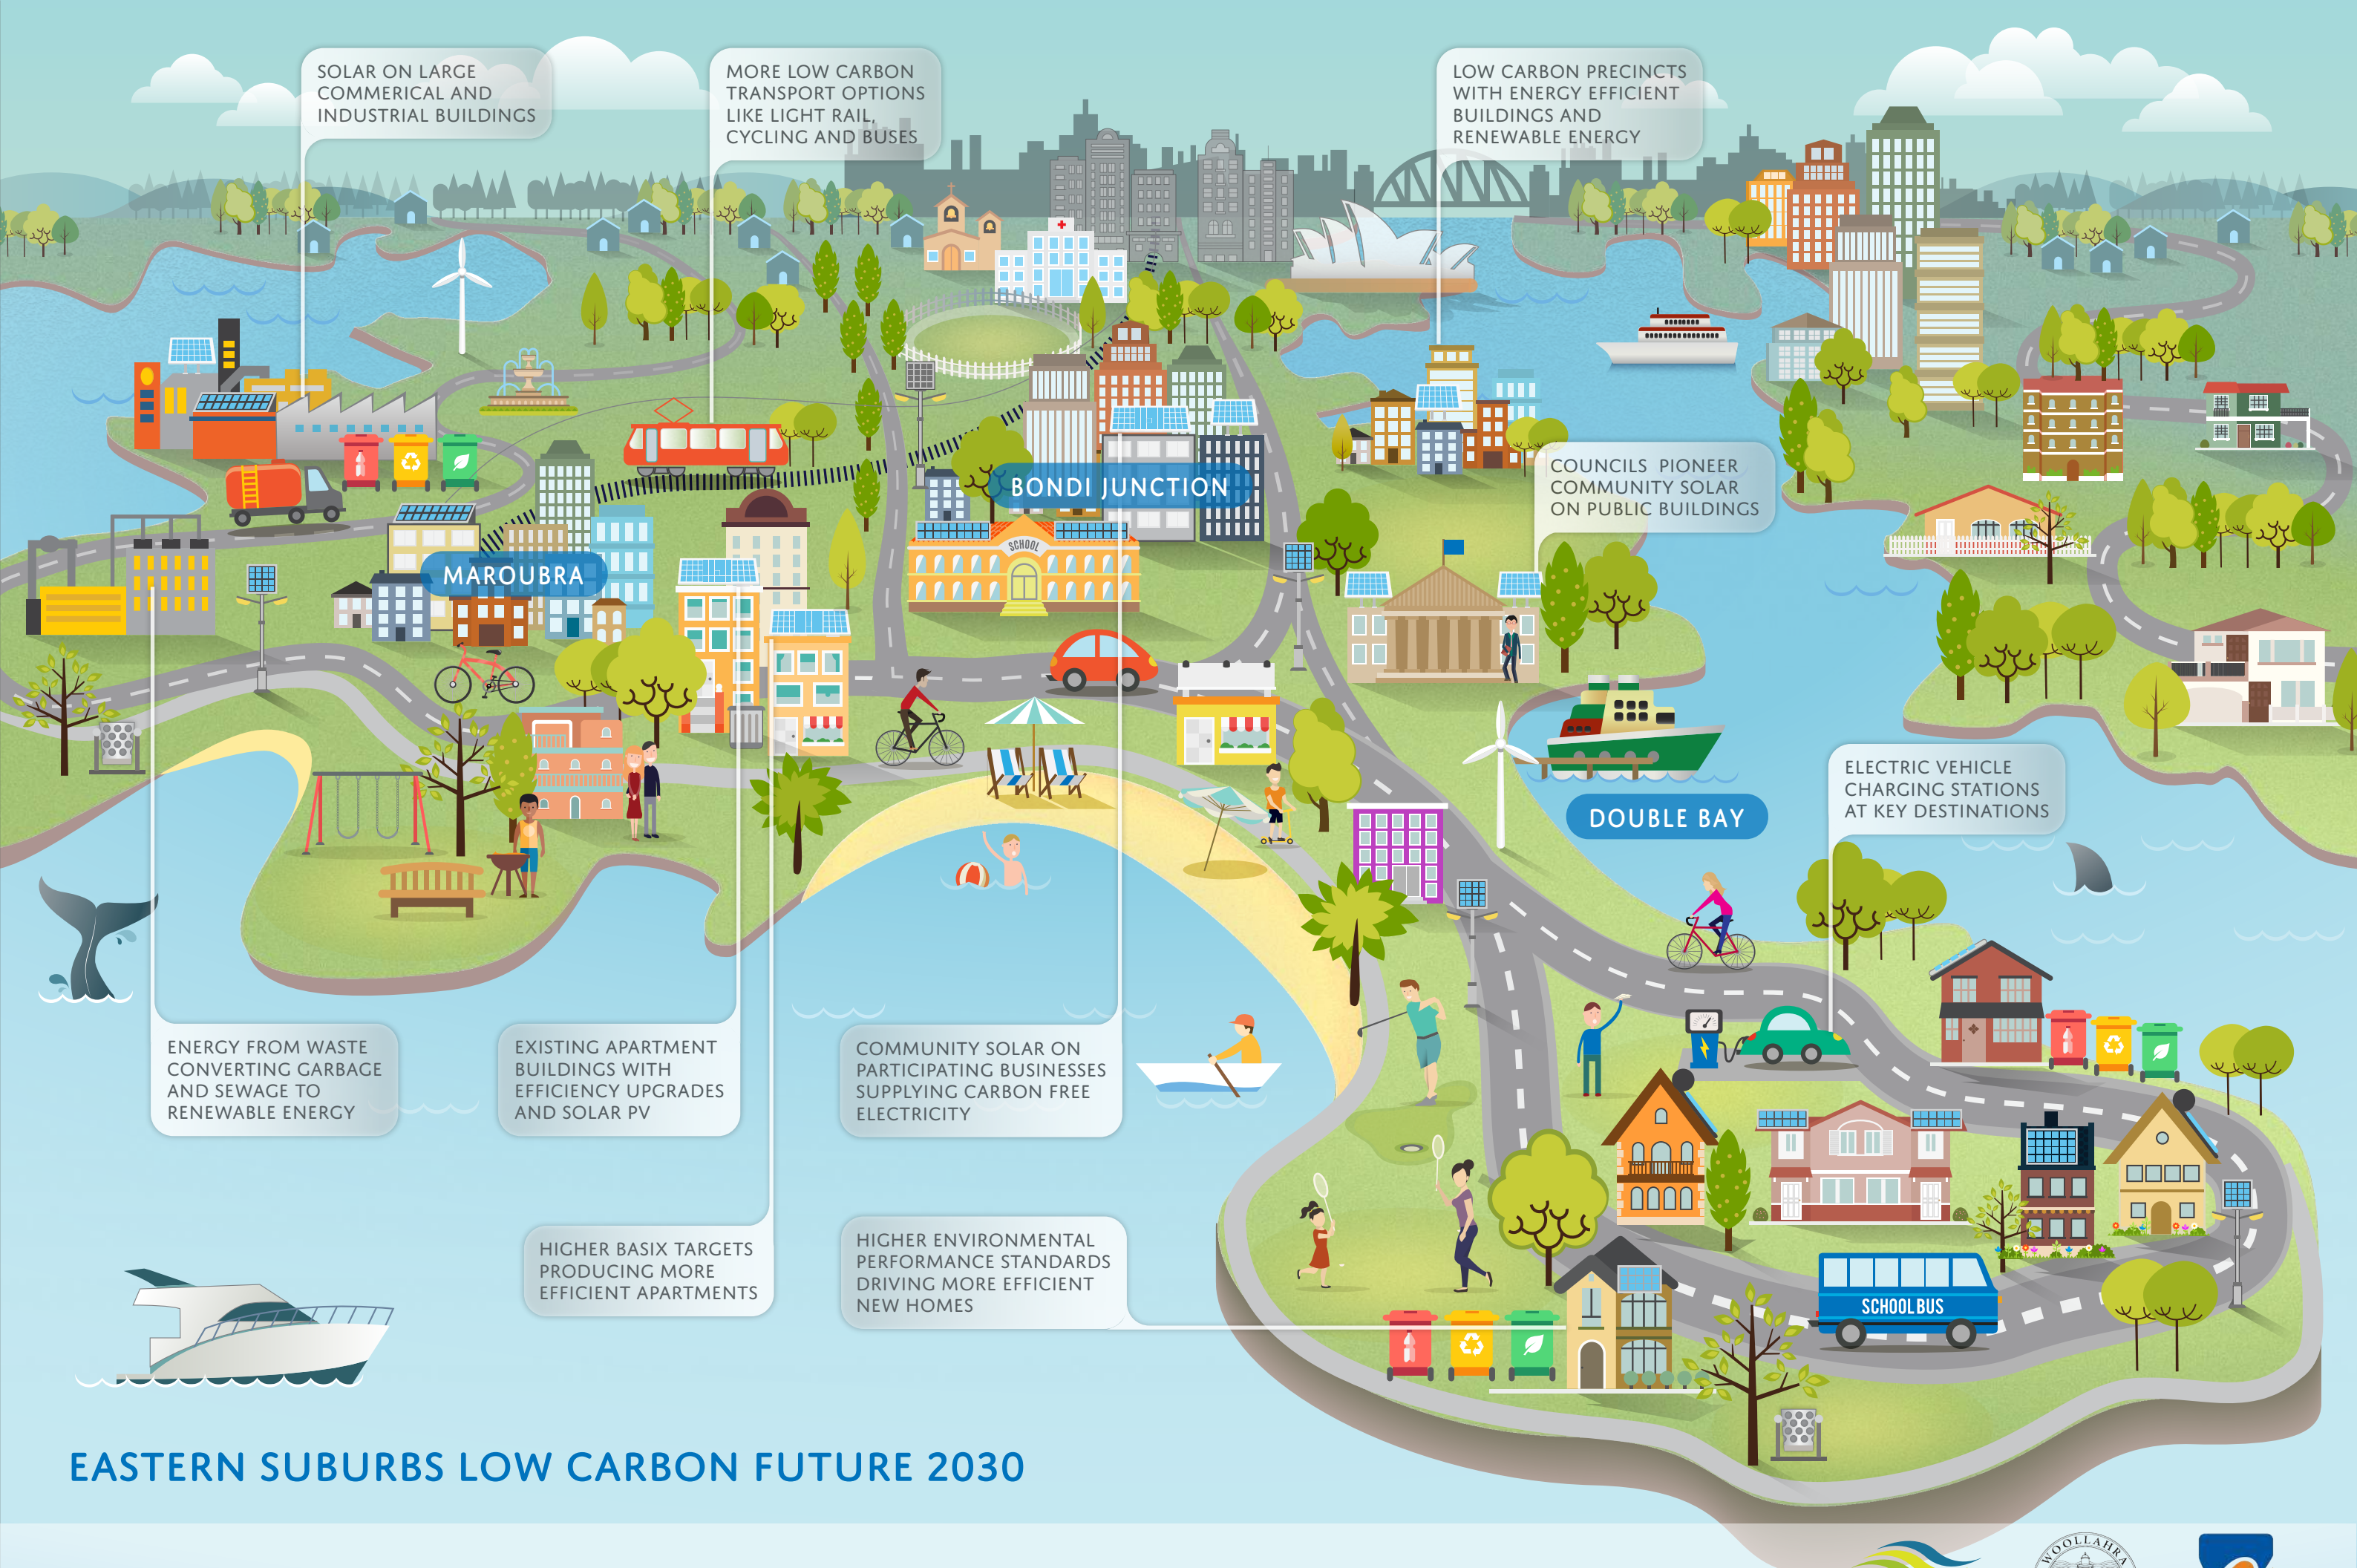 SOLAR ON LARGE
COMMERICAL AND
INDUSTRIAL BUILDINGS
MORE LOW CARBON
TRANSPORT OPTIONS
LIKE LIGHT RAIL,
CYCLING AND BUSES
LOW CARBON PRECINCTS
WITH ENERGY EFFICIENT
BUILDINGS AND
RENEWABLE ENERGY
COUNCILS PIONEER
COMMUNITY SOLAR
ON PUBLIC BUILDINGS
BONDI JUNCTION
SCHOOL
MAROUBRA
DOUBLE BAY
ELECTRIC VEHICLE
CHARGING STATIONS
AT KEY DESTINATIONS
ENERGY FROM WASTE
CONVERTING GARBAGE
AND SEWAGE TO
RENEWABLE ENERGY
EXISTING APARTMENT
BUILDINGS WITH
EFFICIENCY UPGRADES
AND SOLAR PV
COMMUNITY SOLAR ON
PARTICIPATING BUSINESSES
SUPPLYING CARBON FREE
ELECTRICITY
HIGHER BASIX TARGETS
PRODUCING MORE
EFFICIENT APARTMENTS
HIGHER ENVIRONMENTAL
PERFORMANCE STANDARDS
DRIVING MORE EFFICIENT
NEW HOMES
SCHOOL BUS
EASTERN SUBURBS LOW CARBON FUTURE 2030
WOOLLAHRA